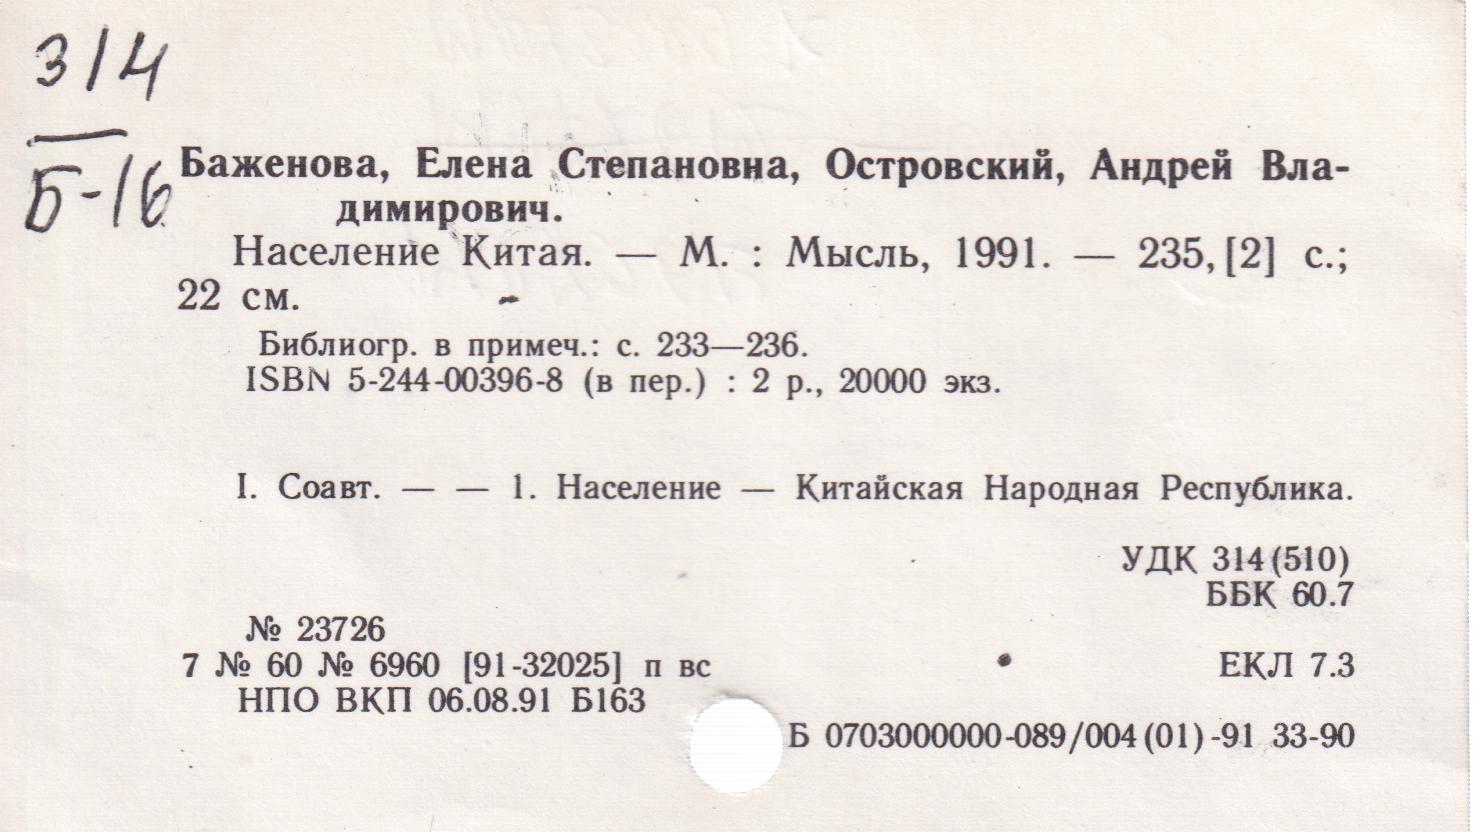 314
Б-16
Баженова, Елена Степановна, Островский, Андрей Вла-
димирович.
Население Китая. — М. : Мысль, 1991. — 235, [2] с.;
22 см.
Библиогр. в примеч.: с. 233—236.
ISBN 5-244-00396-8 (в пер.) : 2 р., 20000 экз.
I. Соавт. — — 1. Население — Китайская Народная Республика.
УДК 314(510)
ББК 60.7
№ 23726
7 № 60 № 6960 [91-32025] п вс
ЕКЛ 7.3
НПО ВКП 06.08.91 Б163
Б 0703000000-089/004(01)-91 33-90